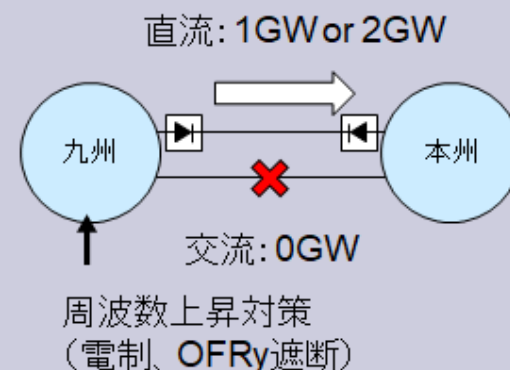 直流: 1GW or 2GW
九州
本州
交流: 0GW
周波数上昇対策
(電制、OFRy遮断)